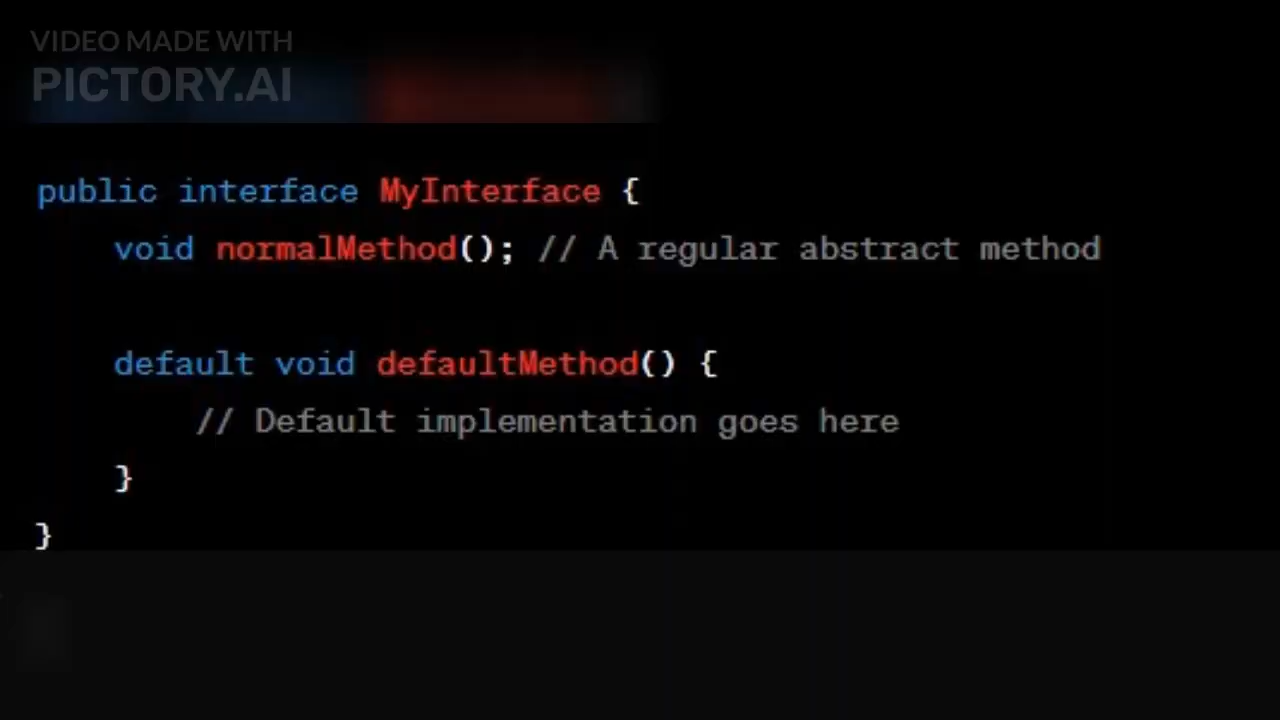 VIDEO MADE WITH
PICTORY.AI
public interface MyInterface {
    void normalMethod(); // A regular abstract method
    default void defaultMethod() {
        // Default implementation goes here
    }
}